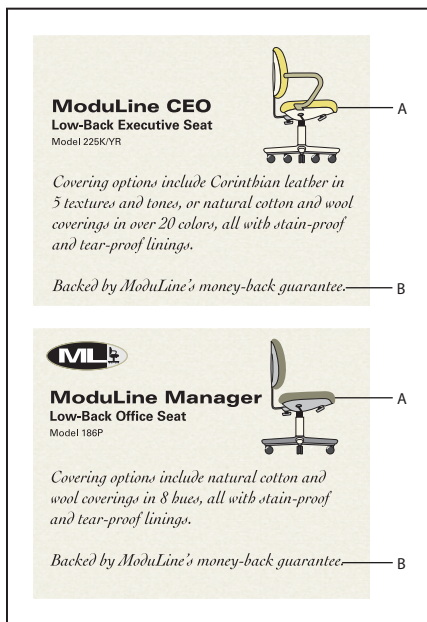 ModuLine CEO
Low-Back Executive Seat
Model 225K/YR
A
Covering options include Corinthian leather in
5 textures and tones, or natural cotton and wool
coverings in over 20 colors, all with stain-proof
and tear-proof linings.
Backed by ModuLine's money-back guarantee.
B
ML
ModuLine Manager
Low-Back Office Seat
Model 186P
A
Covering options include natural cotton and
wool coverings in 8 hues, all with stain-proof
and tear-proof linings.
Backed by ModuLine's money-back guarantee.
B